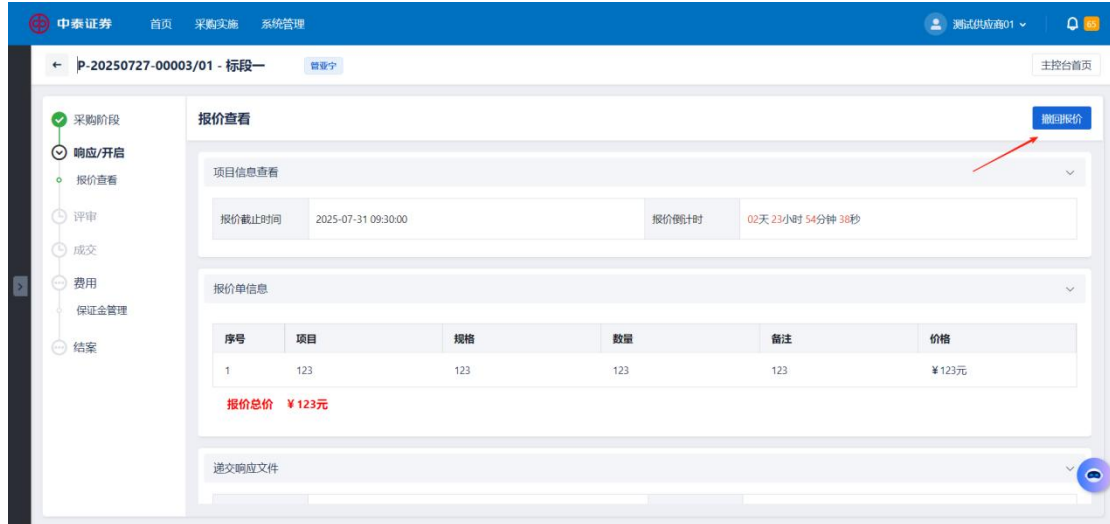 中泰证券 首页 采购实施 系统管理 测试供应商01 65
P-20250727-00003/01 - 标段一 曾亚宁 主控台首页
采购阶段
响应/开启
报价查看
评审
成交
费用
保证金管理
结案
报价查看 撤回报价
项目信息查看
报价截止时间 2025-07-31 09:30:00 报价倒计时 02天 23小时 54分钟 38秒
报价单信息
序号 项目 规格 数量 备注 价格
1 123 123 123 123 ¥123元
报价总价 ¥123元
递交响应文件